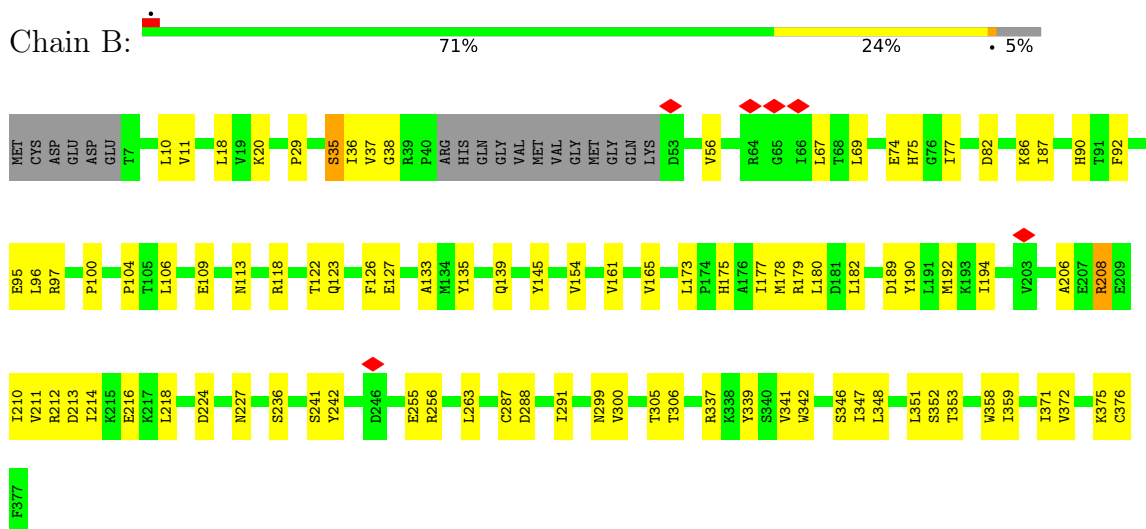 Chain B:
71% 24% • 5%
MET CYS ASP GLU ASP GLU T7 L10 V11 L18 V19 K20 P29 S35 I36 V37 G38 R39 P40 ARG HIS GLN GLY VAL MET VAL GLY MET GLY GLN LYS D53 V56 R64 G65 I66 L67 T68 L69 E74 H75 G76 I77 D82 K86 I87 H90 T91 F92
E95 L96 R97 P100 P104 T105 L106 E109 N113 R118 T122 Q123 F126 E127 A133 M134 Y135 Q139 Y145 V154 V161 V165 L173 P174 H175 A176 I177 M178 R179 L180 D181 L182 D189 Y190 L191 M192 K193 I194 V203 A206 E207 R208 E209
I210 V211 R212 D213 I214 K215 E216 K217 L218 D224 N227 S236 S241 Y242 D246 E255 R256 L263 C287 D288 I291 N299 V300 T305 T306 R337 K338 Y339 S340 V341 W342 S346 I347 L348 L351 S352 T353 W358 I359 I371 V372 K375 C376
F377